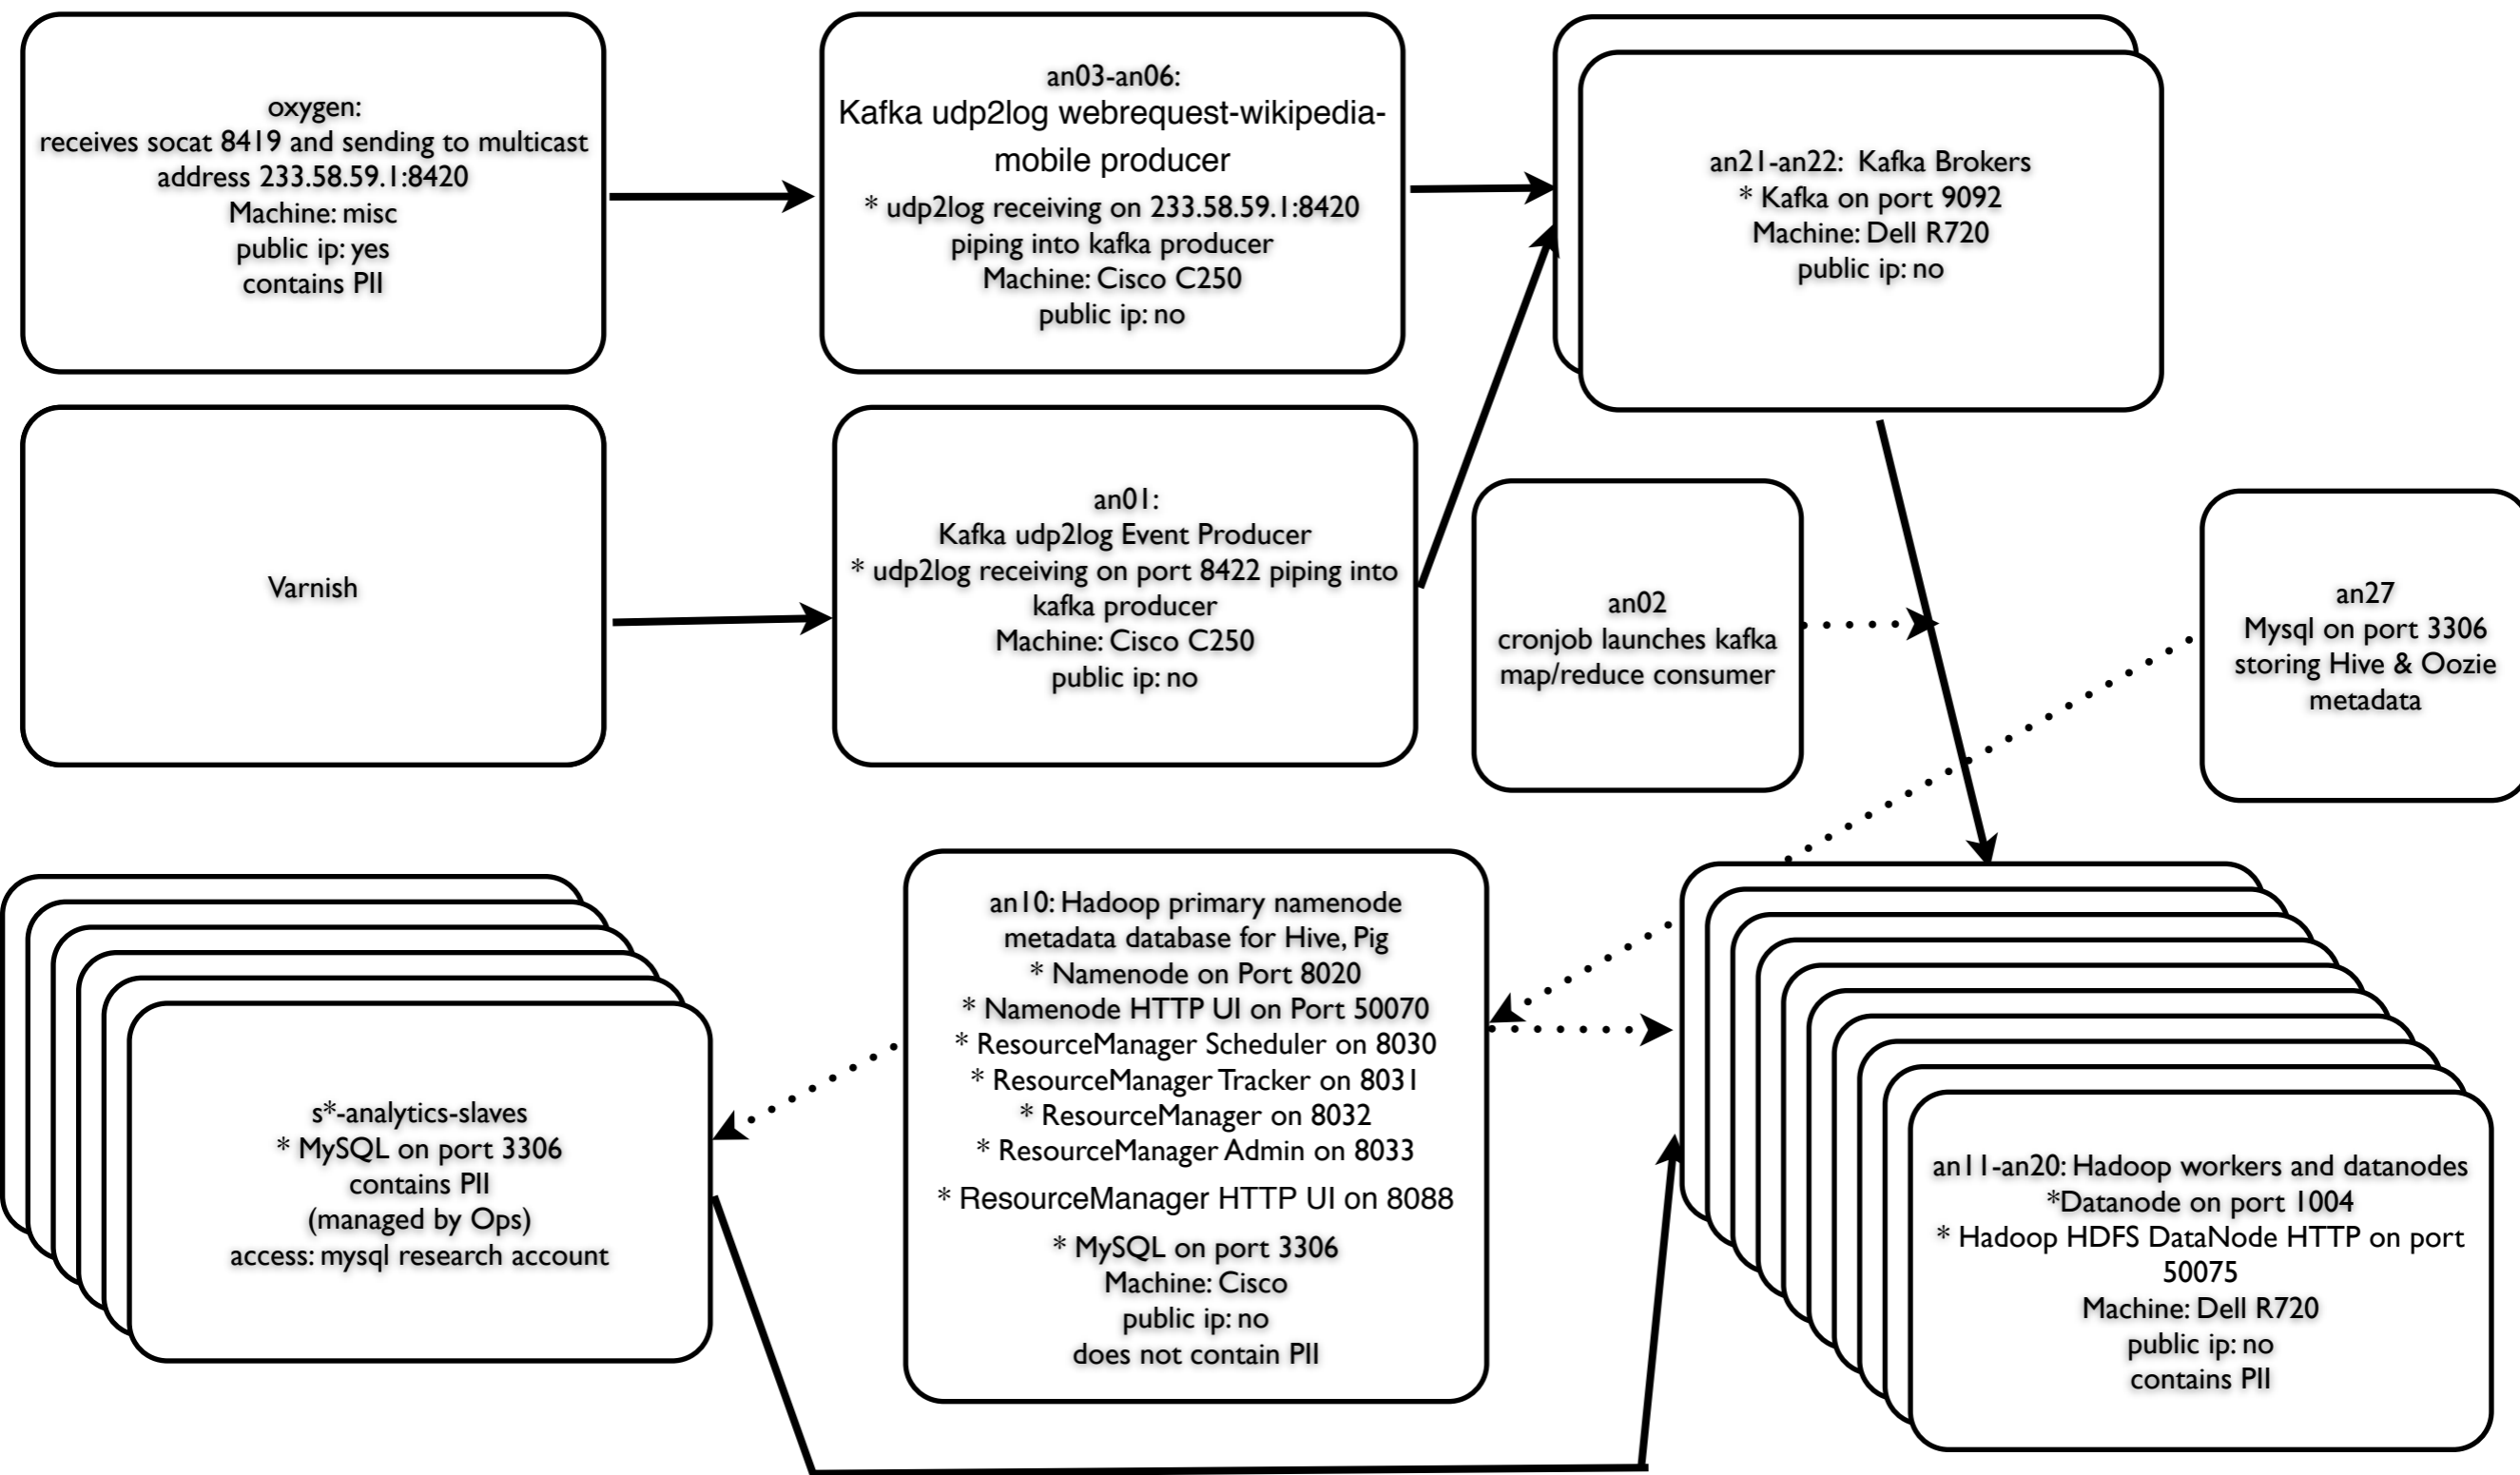 oxygen:
receives socat 8419 and sending to multicast
address 233.58.59.1:8420
Machine: misc
public ip: yes
contains PII
an03-an06:
Kafka udp2log webrequest-wikipedia-
mobile producer
* udp2log receiving on 233.58.59.1:8420
piping into kafka producer
Machine: Cisco C250
public ip: no
an21-an22: Kafka Brokers
* Kafka on port 9092
Machine: Dell R720
public ip: no
Varnish
an01:
Kafka udp2log Event Producer
* udp2log receiving on port 8422 piping into
kafka producer
Machine: Cisco C250
public ip: no
an02
cronjob launches kafka
map/reduce consumer
an27
Mysql on port 3306
storing Hive & Oozie
metadata
s*-analytics-slaves
* MySQL on port 3306
contains PII
(managed by Ops)
access: mysql research account
an10: Hadoop primary namenode
metadata database for Hive, Pig
* Namenode on Port 8020
* Namenode HTTP UI on Port 50070
* ResourceManager Scheduler on 8030
* ResourceManager Tracker on 8031
* ResourceManager on 8032
* ResourceManager Admin on 8033
* ResourceManager HTTP UI on 8088
* MySQL on port 3306
Machine: Cisco
public ip: no
does not contain PII
an11-an20: Hadoop workers and datanodes
*Datanode on port 1004
* Hadoop HDFS DataNode HTTP on port
50075
Machine: Dell R720
public ip: no
contains PII